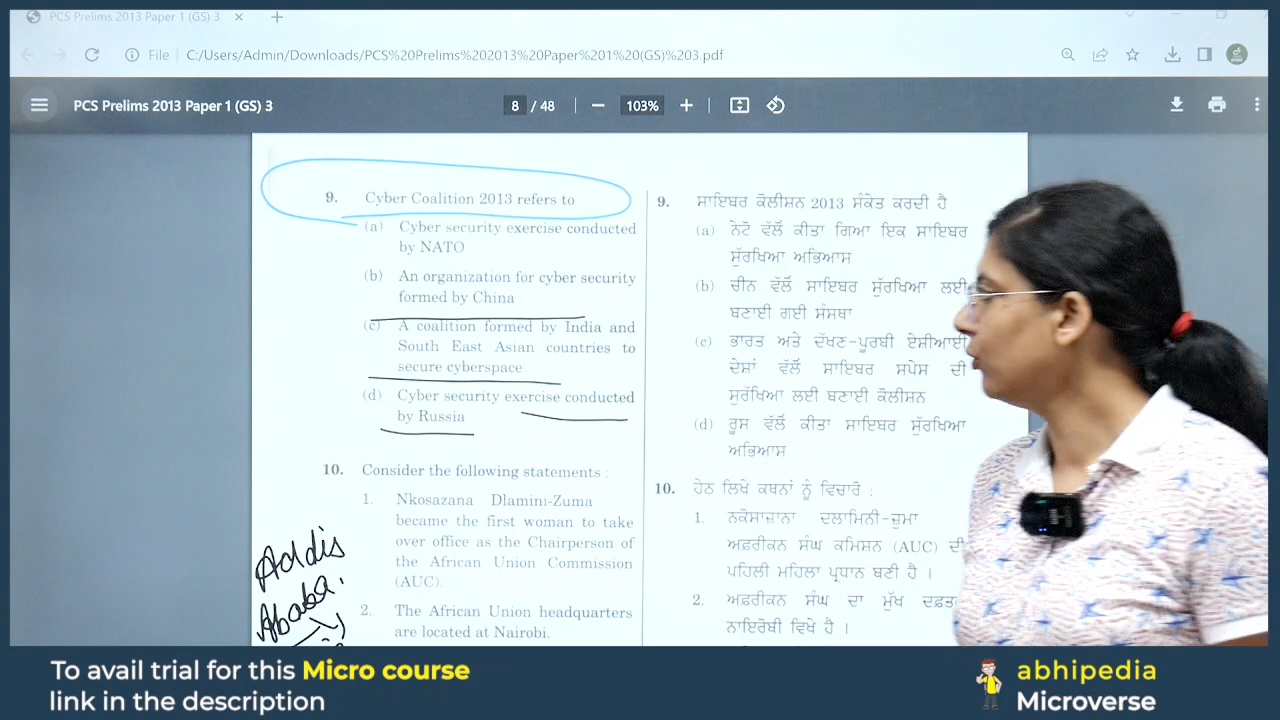 PCS Prelims 2013 Paper 1 (GS) 3
File C:/Users/Admin/Downloads/PCS%20Prelims%202013%20Paper%201%20(GS)%203.pdf
PCS Prelims 2013 Paper 1 (GS) 3
8 / 48
103%
9. Cyber Coalition 2013 refers to
(a) Cyber security exercise conducted
by NATO
(b) An organization for cyber security
formed by China
(c) A coalition formed by India and
South East Asian countries to
secure cyberspace
(d) Cyber security exercise conducted
by Russia
10. Consider the following statements :
1. Nkosazana Dlamini-Zuma
became the first woman to take
over office as the Chairperson of
the African Union Commission
(AUC).
2. The African Union headquarters
are located at Nairobi.
Addis
Ababa.
9. ਸਾਇਬਰ ਕੋਲੀਸ਼ਨ 2013 ਸੰਕੇਤ ਕਰਦੀ ਹੈ
(a) ਨੇਟੋ ਵੱਲੋਂ ਕੀਤਾ ਗਿਆ ਇਕ ਸਾਇਬਰ
ਸੁੱਰਖਿਆ ਅਭਿਆਸ
(b) ਚੀਨ ਵੱਲੋਂ ਸਾਇਬਰ ਸੁੱਰਖਿਆ ਲਈ
ਬਣਾਈ ਗਈ ਸੰਸਥਾ
(c) ਭਾਰਤ ਅਤੇ ਦੱਖਣ-ਪੂਰਬੀ ਏਸ਼ੀਆਈ
ਦੇਸ਼ਾਂ ਵੱਲੋਂ ਸਾਇਬਰ ਸਪੇਸ ਦੀ
ਸੁਰੱਖਿਆ ਲਈ ਬਣਾਈ ਕੋਲੀਸ਼ਨ
(d) ਰੂਸ ਵੱਲੋਂ ਕੀਤਾ ਸਾਇਬਰ ਸੁੱਰਖਿਆ
ਅਭਿਆਸ
10. ਹੇਠ ਲਿਖੇ ਕਥਨਾਂ ਨੂੰ ਵਿਚਾਰੋ :
1. ਨਕੋਸਾਜ਼ਾਨਾ ਦਲਾਮਿਨੀ-ਜ਼ੁਮਾ
ਅਫ਼ਰੀਕਨ ਸੰਘ ਕਮਿਸ਼ਨ (AUC) ਦੀ
ਪਹਿਲੀ ਮਹਿਲਾ ਪ੍ਰਧਾਨ ਬਣੀ ਹੈ ।
2. ਅਫ਼ਰੀਕਨ ਸੰਘ ਦਾ ਮੁੱਖ
ਨਾਇਰੋਬੀ ਵਿਖੇ ਹੈ ।
To avail trial for this Micro course
link in the description
abhipedia
Microverse